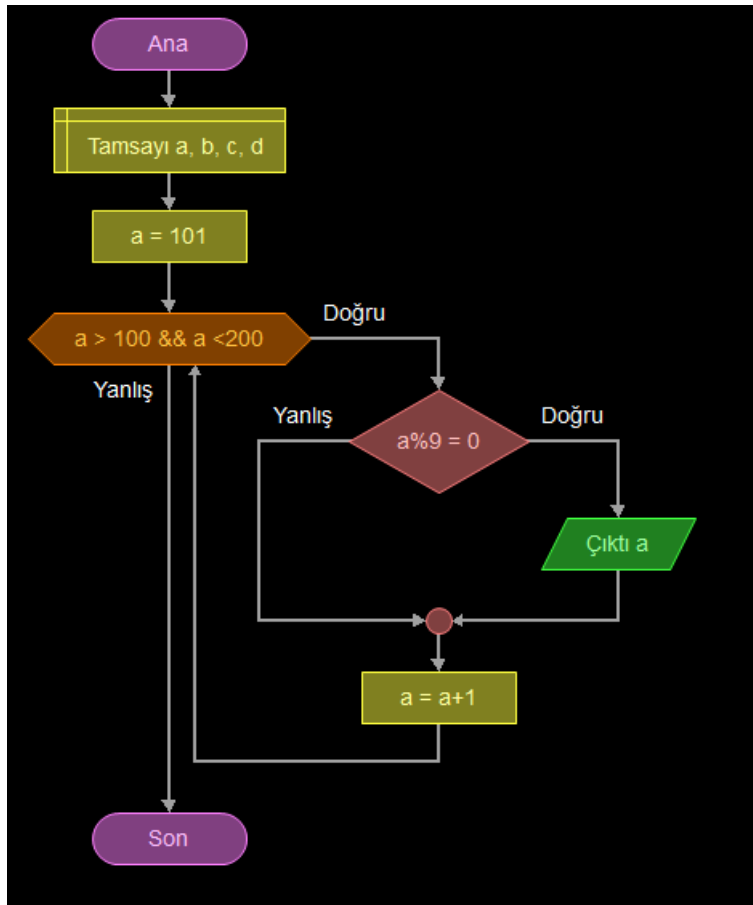 Ana
Tamsayı a, b, c, d
a = 101
a > 100 && a <200
Doğru
Yanlış
a%9 = 0
Yanlış
Doğru
Çıktı a
a = a+1
Son